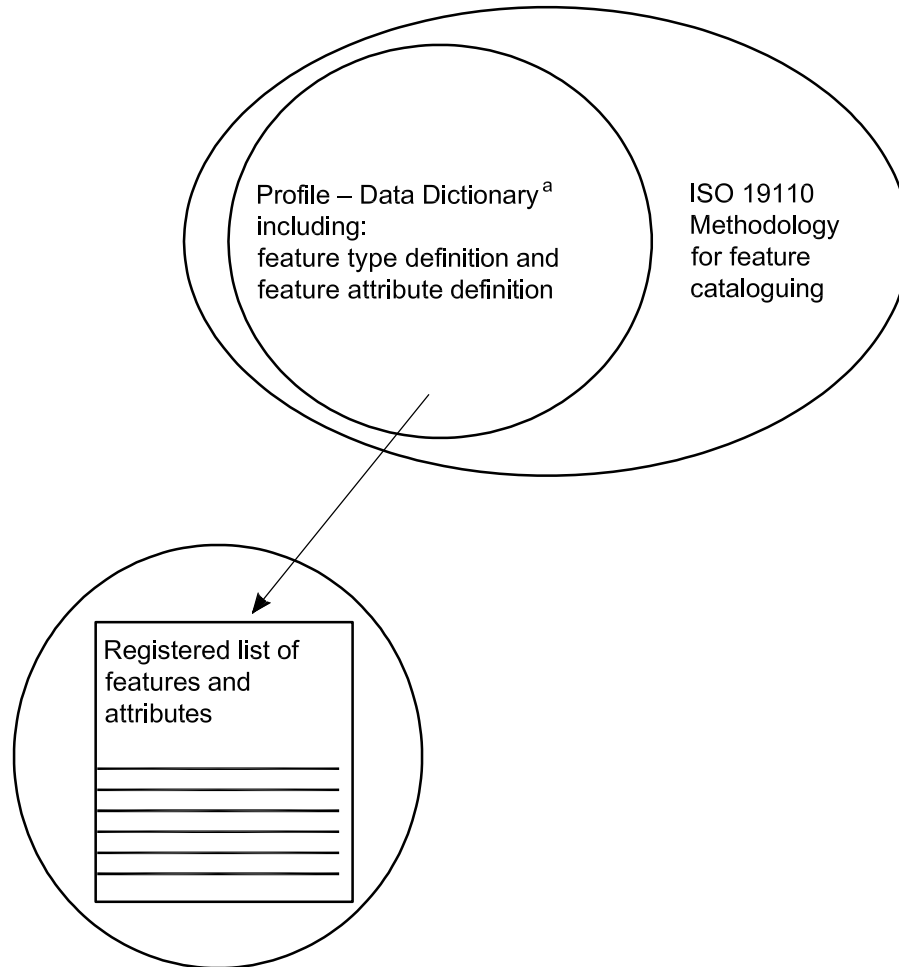 Profile – Data Dictionary a
including:
feature type definition and
feature attribute definition
ISO 19110
Methodology
for feature
cataloguing
Registered list of
features and
attributes